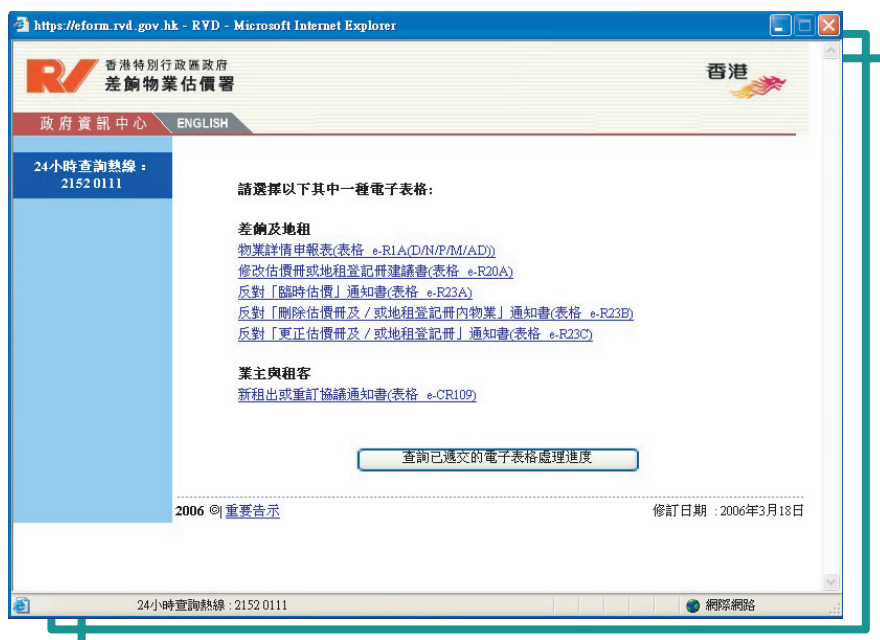 https://eform.rvd.gov.hk - RVD - Microsoft Internet Explorer
香港特別行政區政府
差餉物業估價署
香港
政府資訊中心 ENGLISH
24小時查詢熱線：
2152 0111
請選擇以下其中一種電子表格:
差餉及地租
物業詳情申報表(表格 e-R1A(D/N/P/M/AD))
修改估價冊或地租登記冊建議書(表格 e-R20A)
反對「臨時估價」通知書(表格 e-R23A)
反對「刪除估價冊及 / 或地租登記冊內物業」通知書(表格 e-R23B)
反對「更正估價冊及 / 或地租登記冊」通知書(表格 e-R23C)
業主與租客
新租出或重訂協議通知書(表格 e-CR109)
查詢已遞交的電子表格處理進度
2006 ©| 重要告示 修訂日期 : 2006年3月18日
24小時查詢熱線 : 2152 0111 網際網路